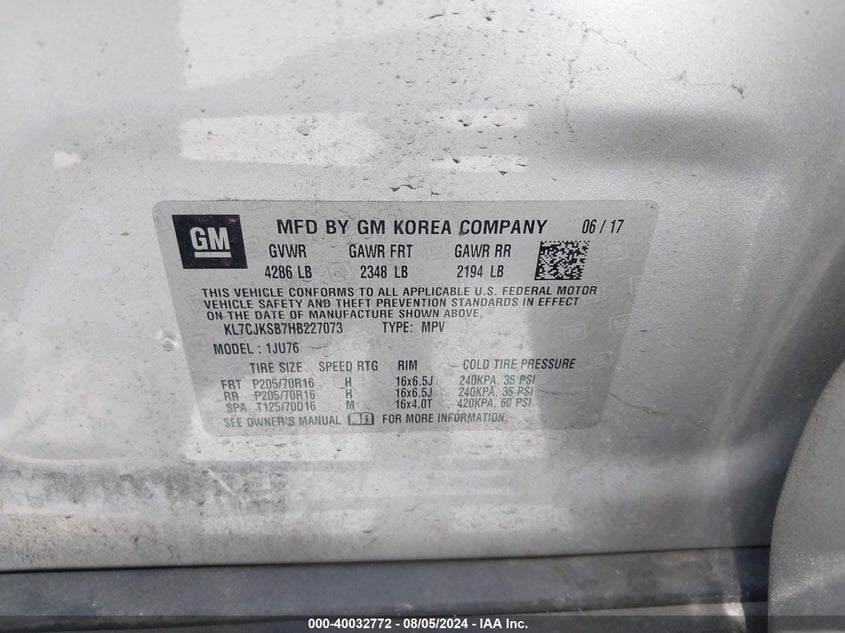 GM MFD BY GM KOREA COMPANY 06 / 17
GVWR GAWR FRT GAWR RR
4286 LB 2348 LB 2194 LB
THIS VEHICLE CONFORMS TO ALL APPLICABLE U.S. FEDERAL MOTOR
VEHICLE SAFETY AND THEFT PREVENTION STANDARDS IN EFFECT
ON THE DATE OF MANUFACTURE SHOWN ABOVE.
KL7CJKSB7HB227073 TYPE: MPV
MODEL : 1JU76
TIRE SIZE SPEED RTG RIM COLD TIRE PRESSURE
FRT P205/70R16 H 16x6.5J 240KPA, 35 PSI
RR P205/70R16 H 16x6.5J 240KPA, 35 PSI
SPA T125/70D16 M 16x4.0T 420KPA, 60 PSI
SEE OWNER'S MANUAL FOR MORE INFORMATION.
000-40032772 - 08/05/2024 - IAA Inc.